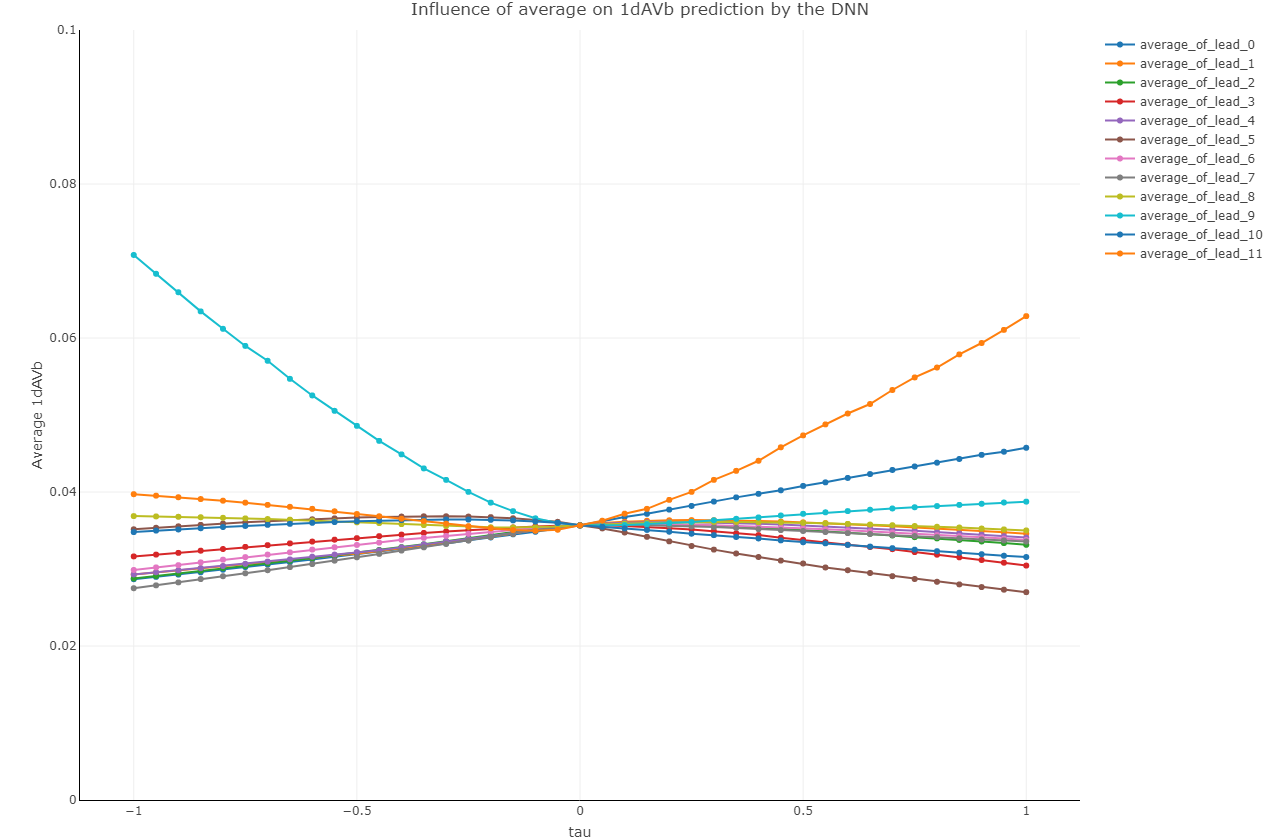 Influence of average on 1dAVb prediction by the DNN
0.1
0.08
0.06
0.04
0.02
0
Average 1dAVb
−1
−0.5
0
0.5
1
tau
average_of_lead_0
average_of_lead_1
average_of_lead_2
average_of_lead_3
average_of_lead_4
average_of_lead_5
average_of_lead_6
average_of_lead_7
average_of_lead_8
average_of_lead_9
average_of_lead_10
average_of_lead_11